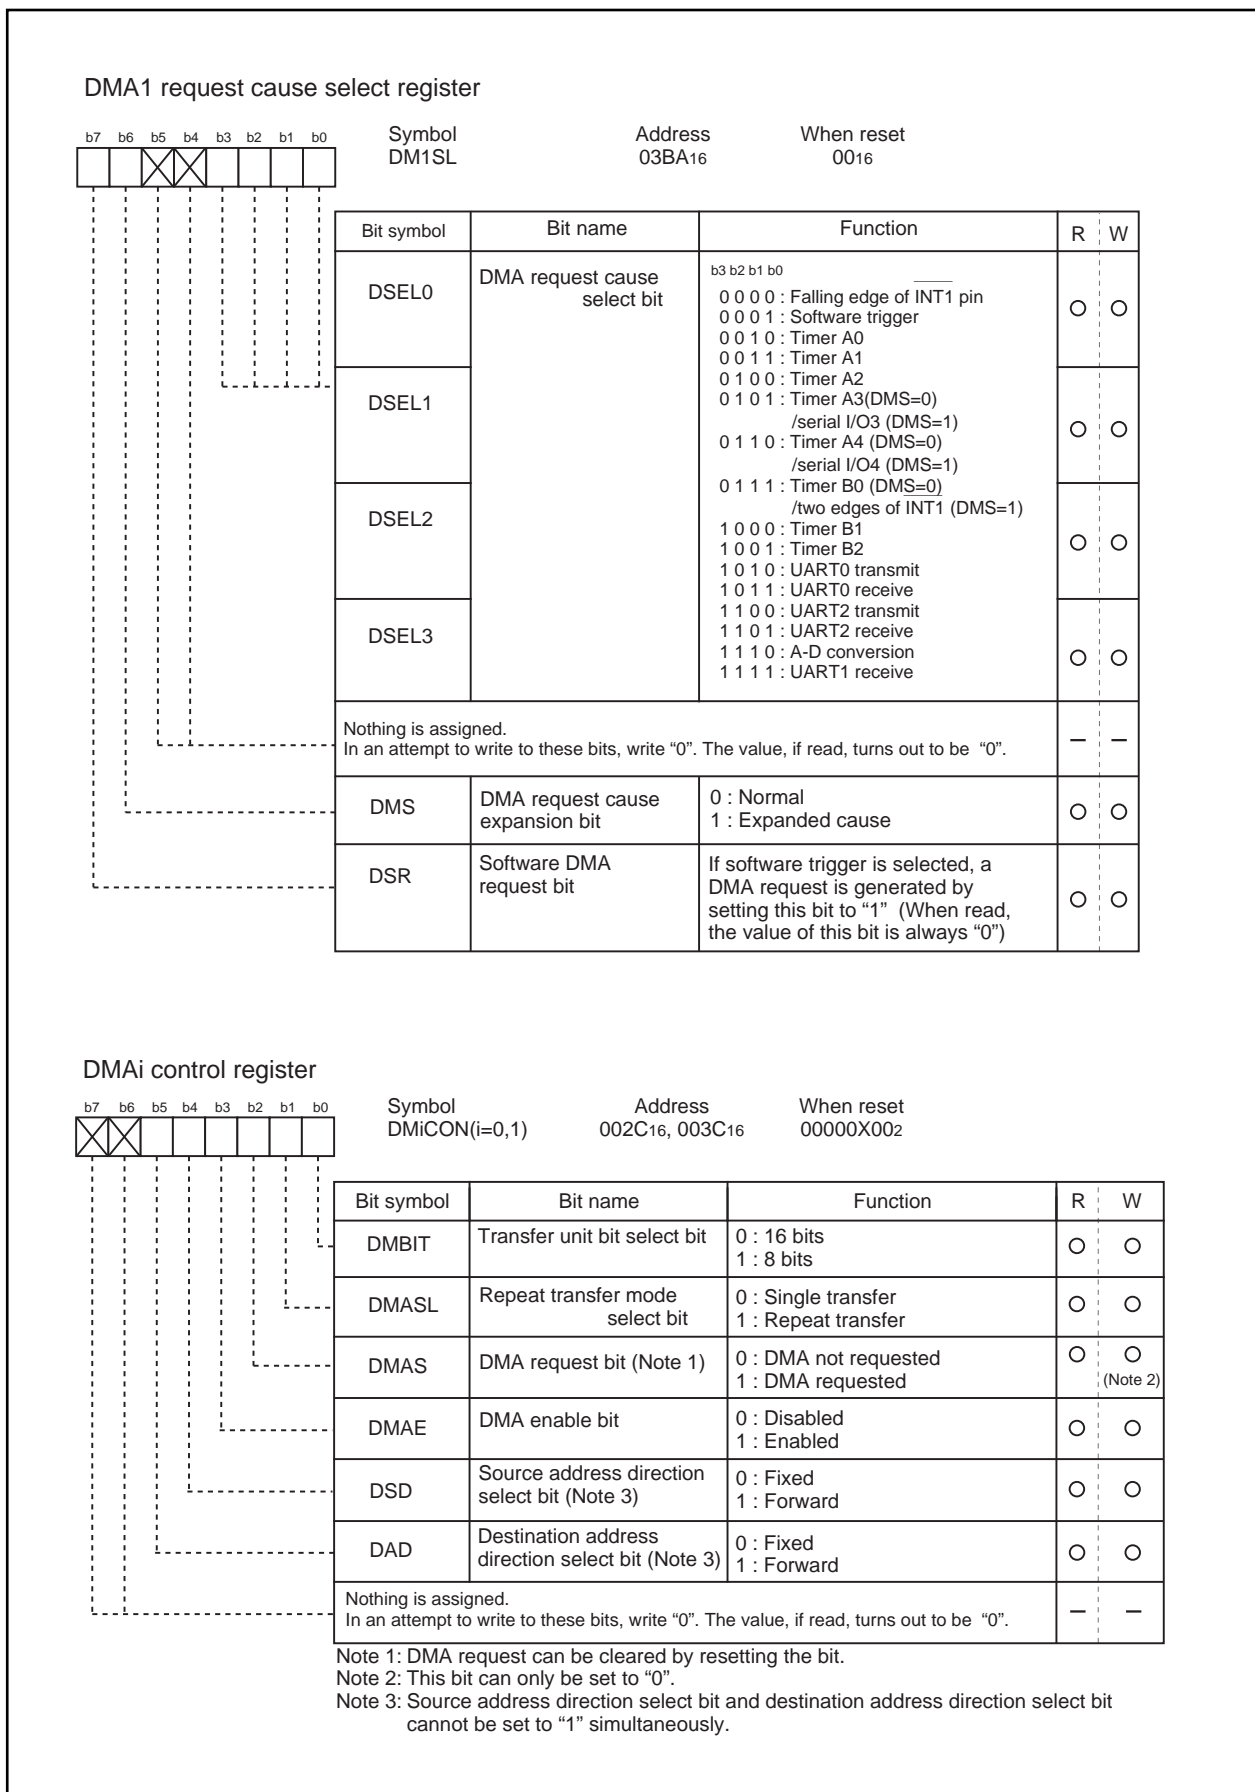 DMA1 request cause select register
b7 b6 b5 b4 b3 b2 b1 b0
Symbol Address When reset
DM1SL 03BA16 0016
Bit symbol Bit name Function R W
DSEL0
DMA request cause
select bit
b3 b2 b1 b0
0 0 0 0 : Falling edge of INT1 pin
0 0 0 1 : Software trigger
0 0 1 0 : Timer A0
0 0 1 1 : Timer A1
0 1 0 0 : Timer A2
0 1 0 1 : Timer A3(DMS=0)
/serial I/O3 (DMS=1)
0 1 1 0 : Timer A4 (DMS=0)
/serial I/O4 (DMS=1)
0 1 1 1 : Timer B0 (DMS=0)
/two edges of INT1 (DMS=1)
1 0 0 0 : Timer B1
1 0 0 1 : Timer B2
1 0 1 0 : UART0 transmit
1 0 1 1 : UART0 receive
1 1 0 0 : UART2 transmit
1 1 0 1 : UART2 receive
1 1 1 0 : A-D conversion
1 1 1 1 : UART1 receive
DSEL1
DSEL2
DSEL3
Nothing is assigned.
In an attempt to write to these bits, write “0”. The value, if read, turns out to be “0”.
DMS
DMA request cause
expansion bit
0 : Normal
1 : Expanded cause
DSR
Software DMA
request bit
If software trigger is selected, a
DMA request is generated by
setting this bit to “1” (When read,
the value of this bit is always “0”)
DMAi control register
b7 b6 b5 b4 b3 b2 b1 b0
Symbol Address When reset
DMiCON(i=0,1) 002C16, 003C16 00000X002
Bit symbol Bit name Function R W
DMBIT
Transfer unit bit select bit
0 : 16 bits
1 : 8 bits
DMASL
Repeat transfer mode
select bit
0 : Single transfer
1 : Repeat transfer
DMAS
DMA request bit (Note 1)
0 : DMA not requested
1 : DMA requested
(Note 2)
DMAE
DMA enable bit
0 : Disabled
1 : Enabled
DSD
Source address direction
select bit (Note 3)
0 : Fixed
1 : Forward
DAD
Destination address
direction select bit (Note 3)
0 : Fixed
1 : Forward
Nothing is assigned.
In an attempt to write to these bits, write “0”. The value, if read, turns out to be “0”.
Note 1: DMA request can be cleared by resetting the bit.
Note 2: This bit can only be set to “0”.
Note 3: Source address direction select bit and destination address direction select bit
cannot be set to “1” simultaneously.